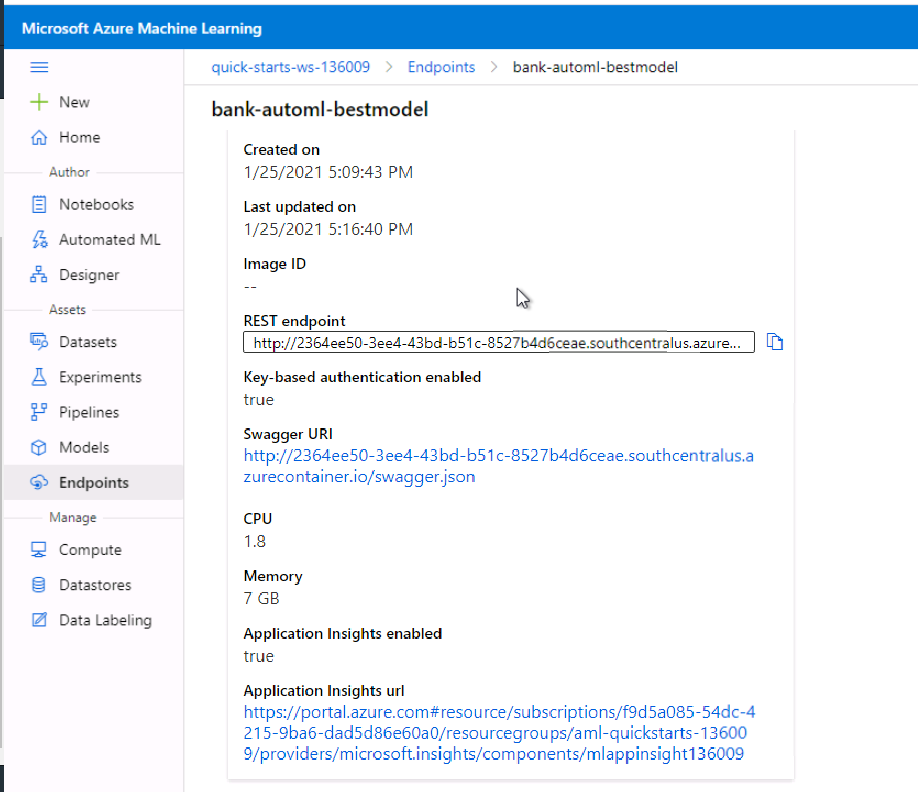 Microsoft Azure Machine Learning
New
Home
Author
Notebooks
Automated ML
Designer
Assets
Datasets
Experiments
Pipelines
Models
Endpoints
Manage
Compute
Datastores
Data Labeling
quick-starts-ws-136009 > Endpoints > bank-automl-bestmodel
bank-automl-bestmodel
Created on
1/25/2021 5:09:43 PM
Last updated on
1/25/2021 5:16:40 PM
Image ID
--
REST endpoint
http://2364ee50-3ee4-43bd-b51c-8527b4d6ceae.southcentralus.azure...
Key-based authentication enabled
true
Swagger URI
http://2364ee50-3ee4-43bd-b51c-8527b4d6ceae.southcentralus.a
zurecontainer.io/swagger.json
CPU
1.8
Memory
7 GB
Application Insights enabled
true
Application Insights url
https://portal.azure.com#resource/subscriptions/f9d5a085-54dc-4
215-9ba6-dad5d86e60a0/resourcegroups/aml-quickstarts-13600
9/providers/microsoft.insights/components/mlappinsight136009